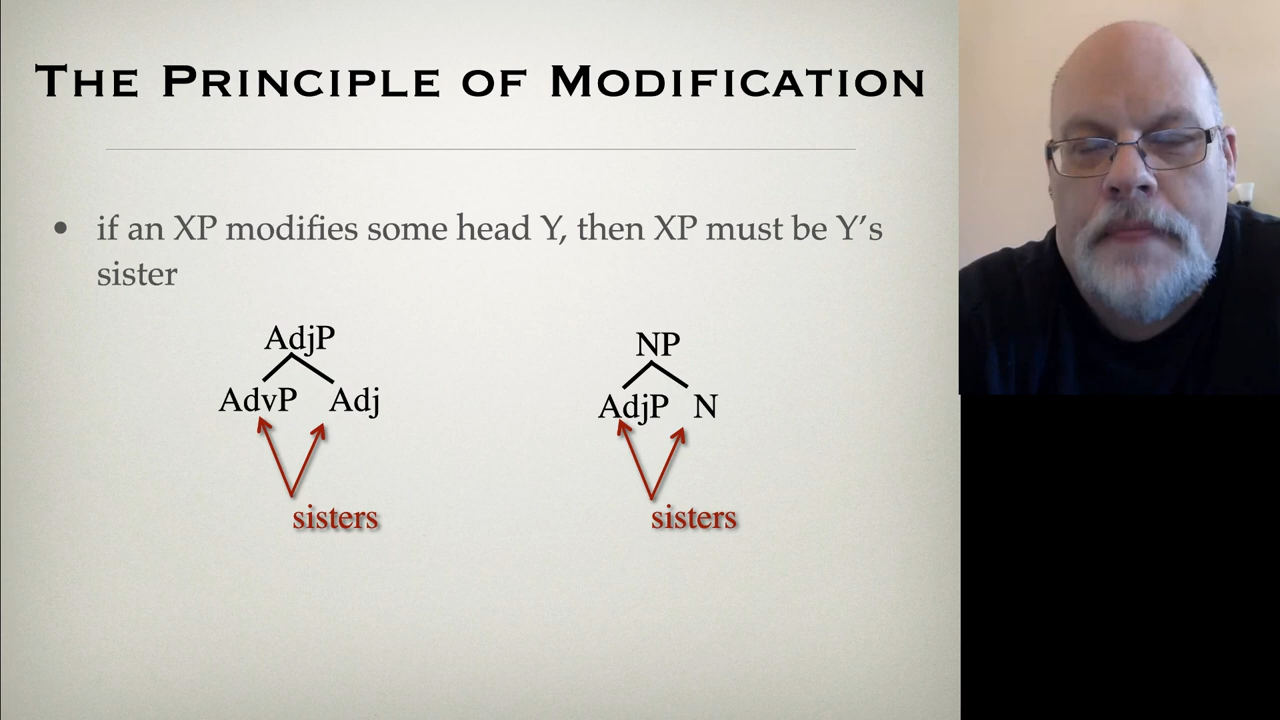 The Principle of Modification
• if an XP modifies some head Y, then XP must be Y’s
sister
AdjP
AdvP Adj
sisters
NP
AdjP N
sisters